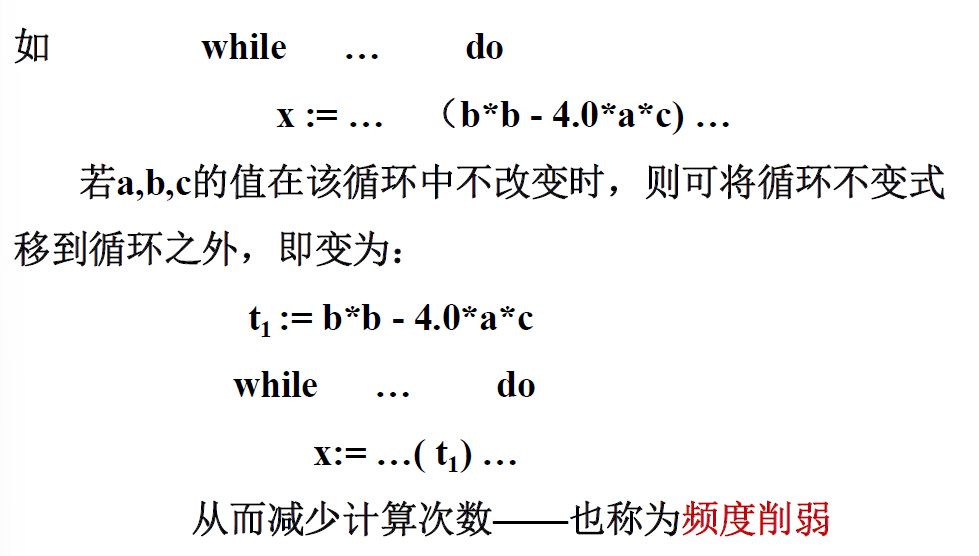 如 while … do
x := … （b*b - 4.0*a*c) …
若a,b,c的值在该循环中不改变时，则可将循环不变式
移到循环之外，即变为：
t₁ := b*b - 4.0*a*c
while … do
x:= …( t₁) …
从而减少计算次数——也称为频度削弱